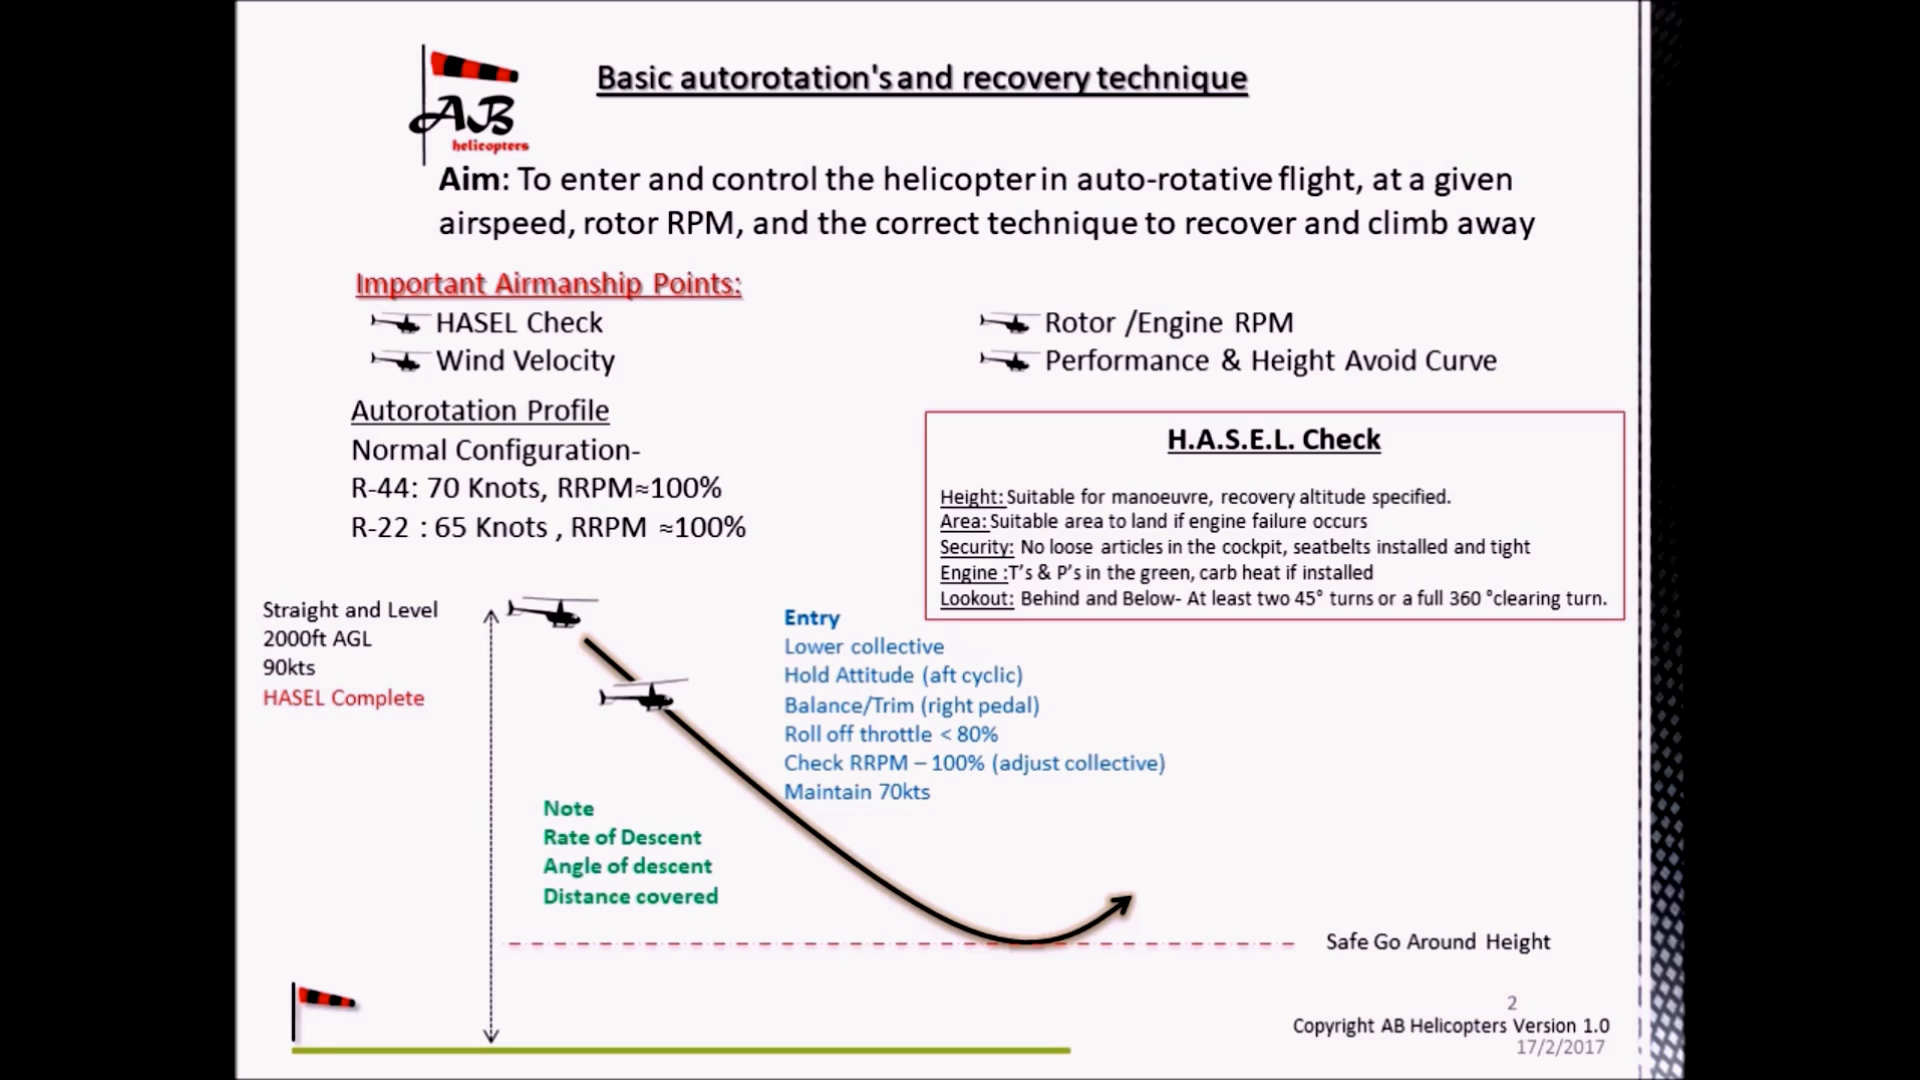 AB
helicopters
Basic autorotation's and recovery technique
Aim: To enter and control the helicopter in auto-rotative flight, at a given
airspeed, rotor RPM, and the correct technique to recover and climb away
Important Airmanship Points:
HASEL Check
Wind Velocity
Rotor /Engine RPM
Performance & Height Avoid Curve
Autorotation Profile
Normal Configuration-
R-44: 70 Knots, RRPM≈100%
R-22 : 65 Knots , RRPM ≈100%
H.A.S.E.L. Check
Height: Suitable for manoeuvre, recovery altitude specified.
Area: Suitable area to land if engine failure occurs
Security: No loose articles in the cockpit, seatbelts installed and tight
Engine :T's & P's in the green, carb heat if installed
Lookout: Behind and Below- At least two 45° turns or a full 360 °clearing turn.
Straight and Level
2000ft AGL
90kts
HASEL Complete
Entry
Lower collective
Hold Attitude (aft cyclic)
Balance/Trim (right pedal)
Roll off throttle < 80%
Check RRPM – 100% (adjust collective)
Maintain 70kts
Note
Rate of Descent
Angle of descent
Distance covered
Safe Go Around Height
2
Copyright AB Helicopters Version 1.0
17/2/2017